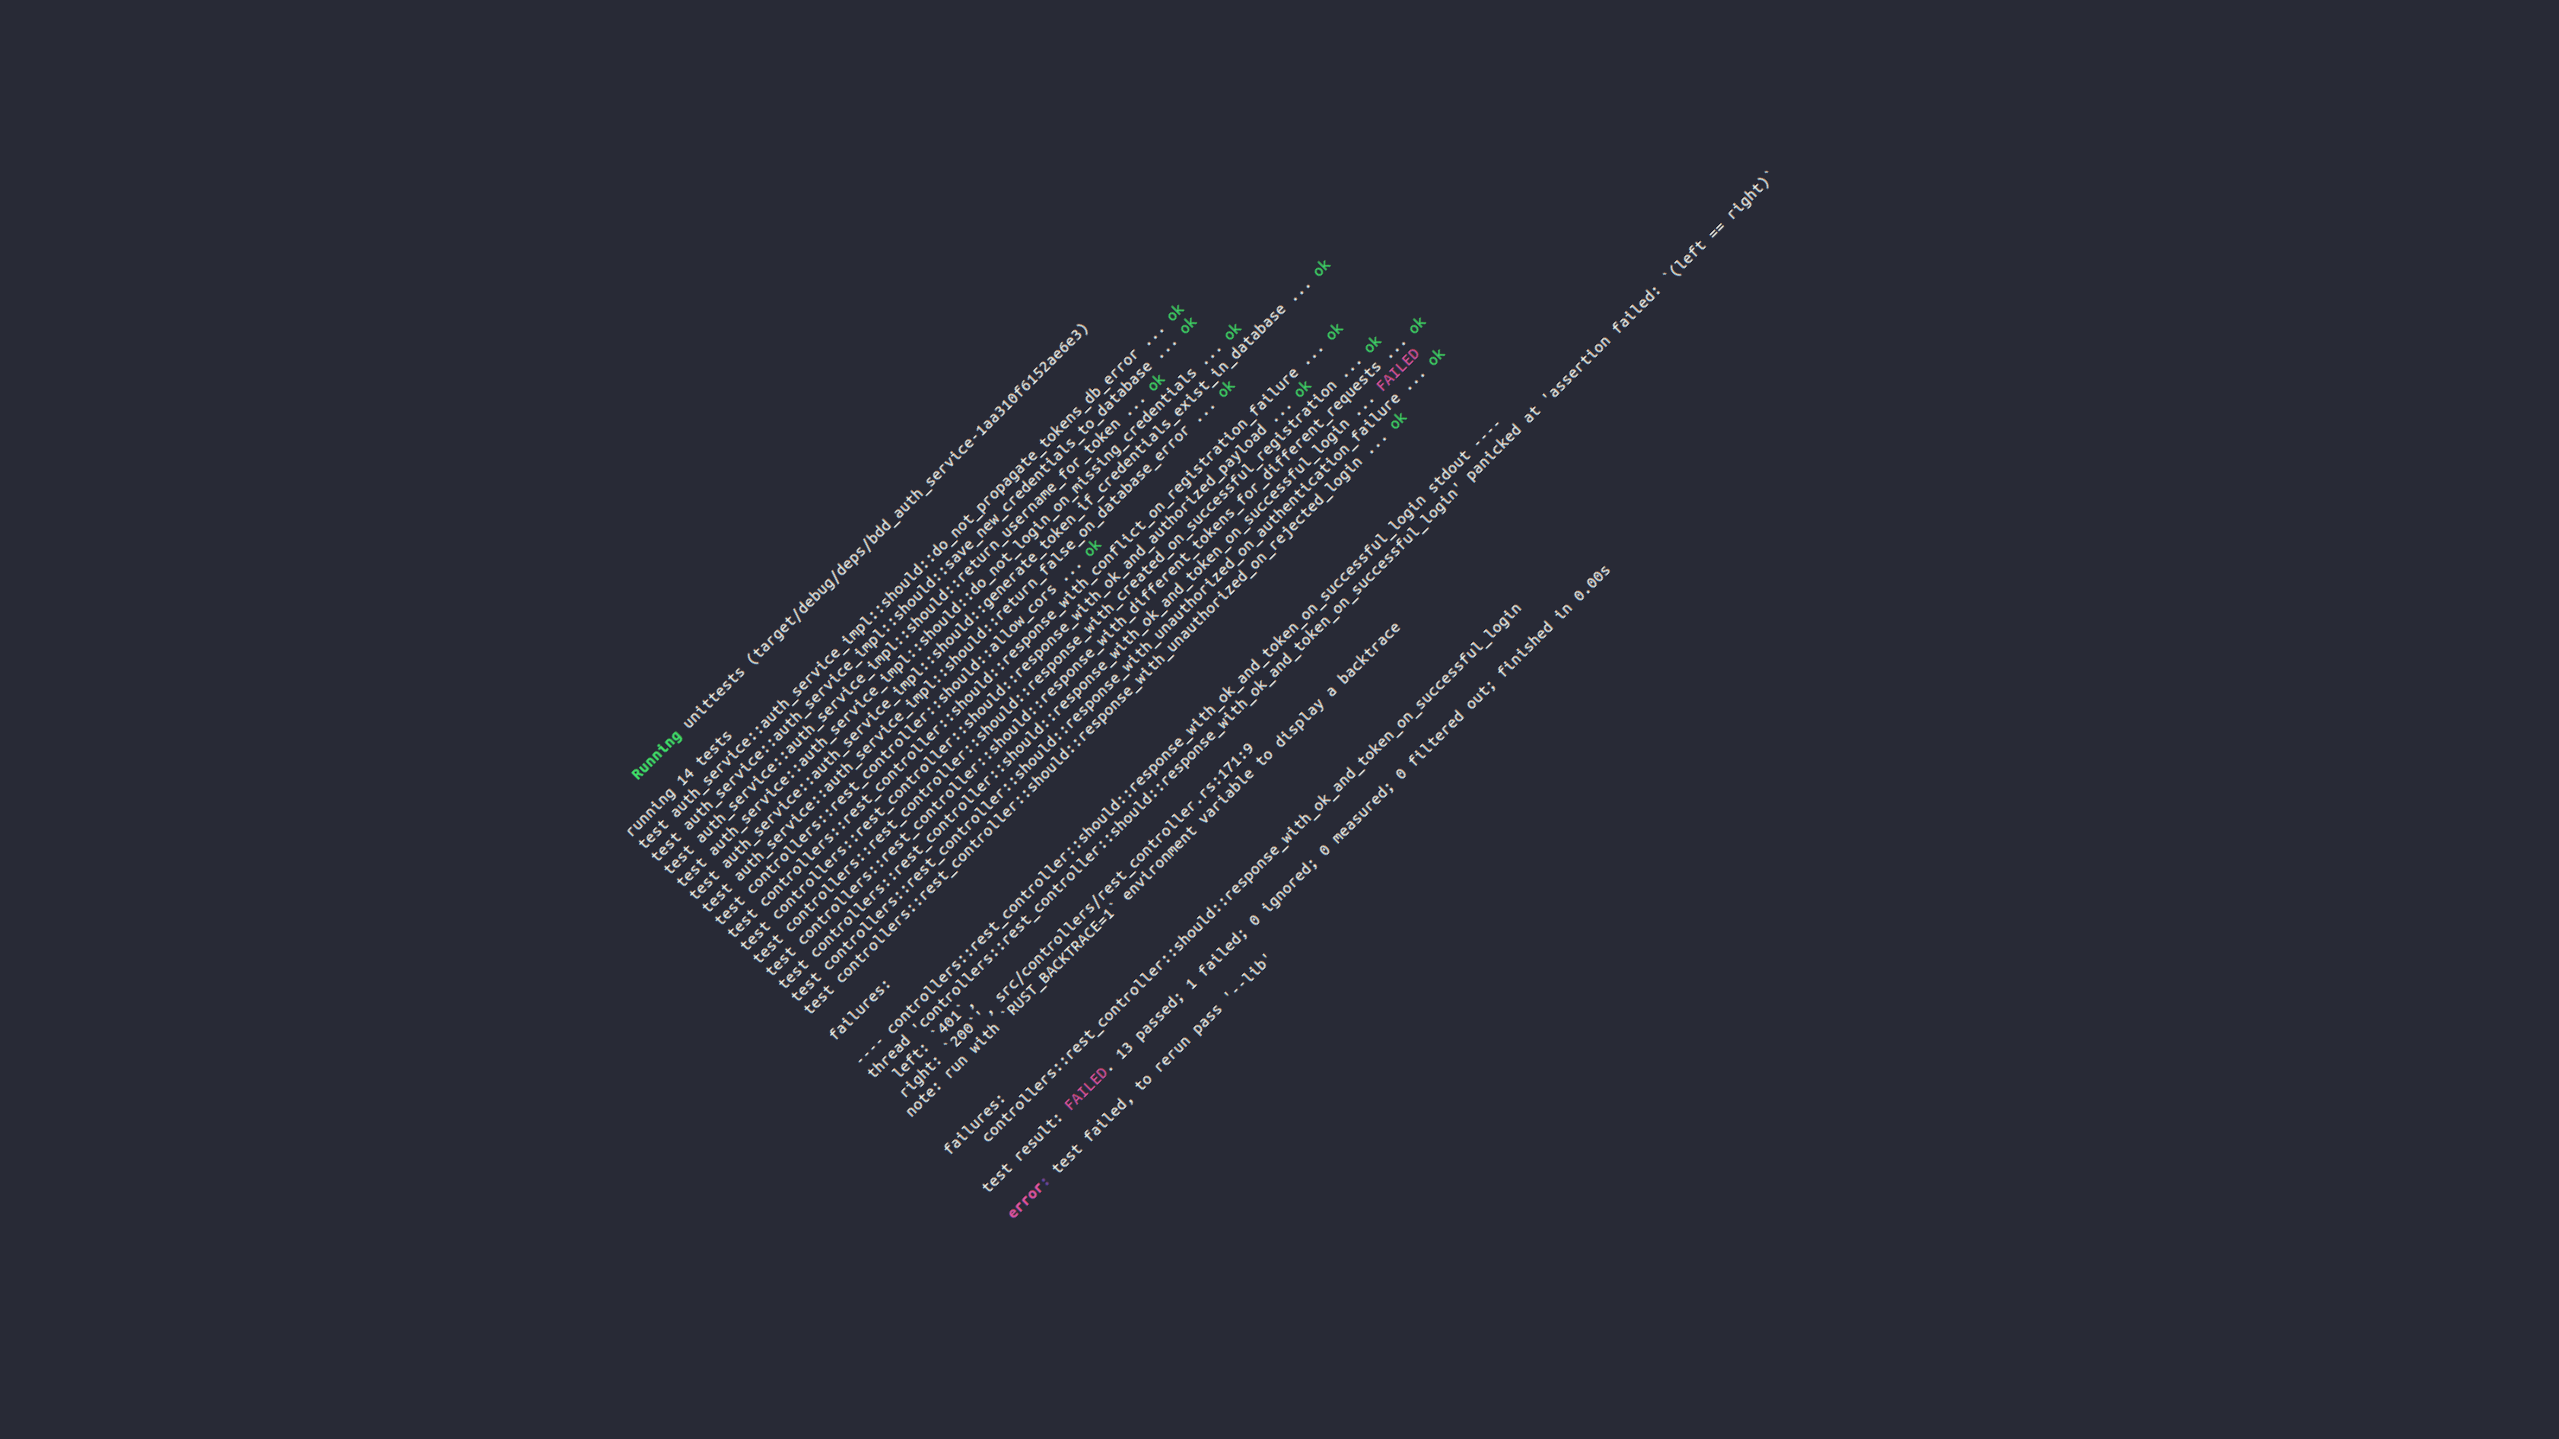 Running unittests (target/debug/deps/bdd_auth_service-1aa310f6152ae6e3)
running 14 tests
test auth_service::auth_service_impl::should::do_not_propagate_tokens_db_error ... ok
test auth_service::auth_service_impl::should::save_new_credentials_to_database ... ok
test auth_service::auth_service_impl::should::return_username_for_token ... ok
test auth_service::auth_service_impl::should::do_not_login_on_missing_credentials ... ok
test auth_service::auth_service_impl::should::generate_token_if_credentials_exist_in_database ... ok
test auth_service::auth_service_impl::should::return_false_on_database_error ... ok
test controllers::rest_controller::should::allow_cors ... ok
test controllers::rest_controller::should::response_with_conflict_on_registration_failure ... ok
test controllers::rest_controller::should::response_with_ok_and_authorized_payload ... ok
test controllers::rest_controller::should::response_with_created_on_successful_registration ... ok
test controllers::rest_controller::should::response_with_different_tokens_for_different_requests ... ok
test controllers::rest_controller::should::response_with_ok_and_token_on_successful_login ... FAILED
test controllers::rest_controller::should::response_with_unauthorized_on_authentication_failure ... ok
test controllers::rest_controller::should::response_with_unauthorized_on_rejected_login ... ok
failures:
---- controllers::rest_controller::should::response_with_ok_and_token_on_successful_login stdout ----
thread 'controllers::rest_controller::should::response_with_ok_and_token_on_successful_login' panicked at 'assertion failed: `(left == right)`
left: `401`,
right: `200`', src/controllers/rest_controller.rs:171:9
note: run with `RUST_BACKTRACE=1` environment variable to display a backtrace
failures:
controllers::rest_controller::should::response_with_ok_and_token_on_successful_login
test result: FAILED. 13 passed; 1 failed; 0 ignored; 0 measured; 0 filtered out; finished in 0.00s
error: test failed, to rerun pass '--lib'